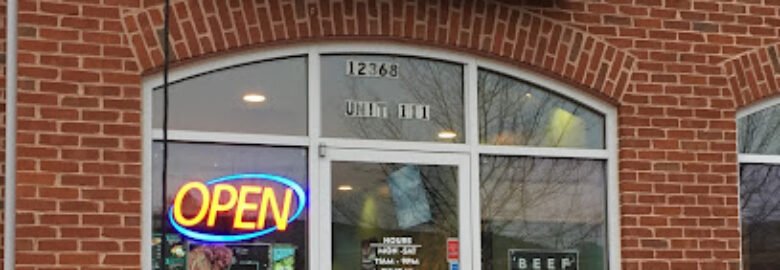 12368
UNIT 111
OPEN
HOURS
MON-SAT
11AM - 9PM
BEEF